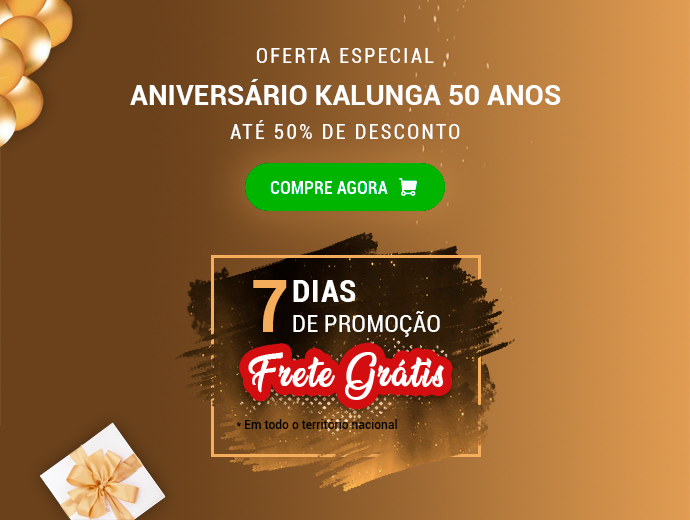 OFERTA ESPECIAL
ANIVERSÁRIO KALUNGA 50 ANOS
ATÉ 50% DE DESCONTO
COMPRE AGORA
7 DIAS
DE PROMOÇÃO
Frete Grátis
* Em todo o território nacional